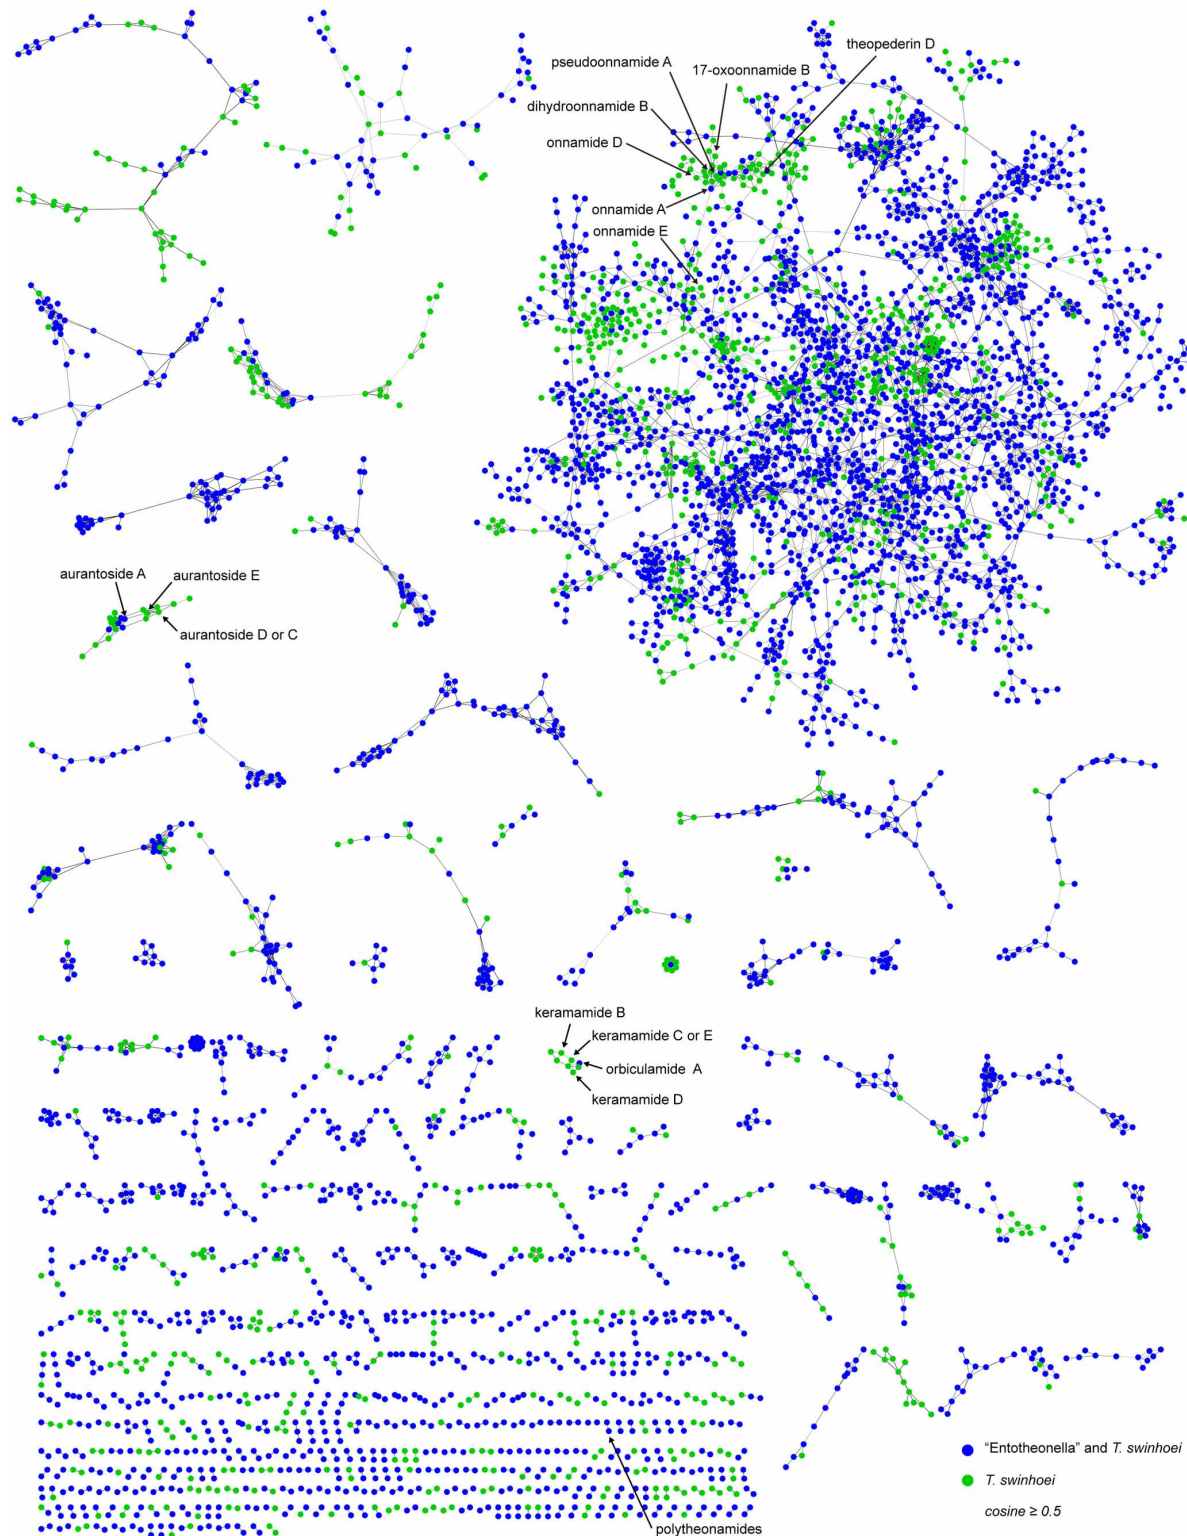 theopederin D
pseudoonnamide A
17-oxoonnamide B
dihydroonnamide B
onnamide D
onnamide A
onnamide E
aurantoside A
aurantoside E
aurantoside D or C
keramamide B
keramamide C or E
orbiculamide A
keramamide D
“Entotheonella” and T. swinhoei
T. swinhoei
cosine ≥ 0.5
polytheonamides